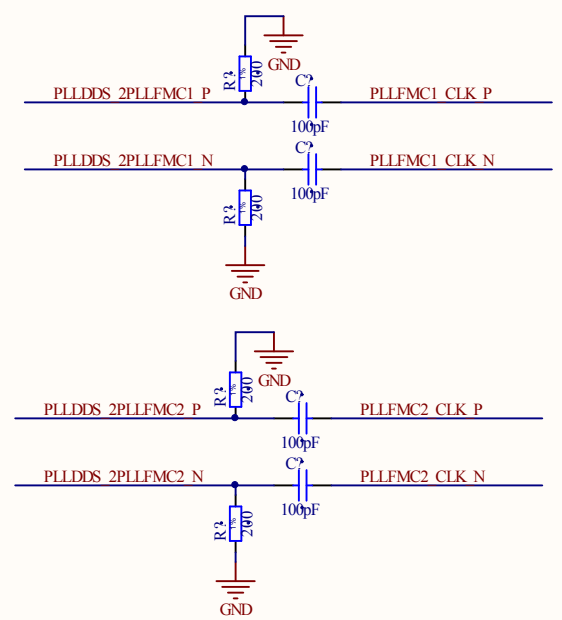 GND
R?
1%
200
C?
PLLDDS_2PLLFMC1_P
PLLFMC1_CLK_P
100pF
C?
PLLDDS_2PLLFMC1_N
PLLFMC1_CLK_N
100pF
R?
1%
200
GND
GND
R?
1%
200
C?
PLLDDS_2PLLFMC2_P
PLLFMC2_CLK_P
100pF
C?
PLLDDS_2PLLFMC2_N
PLLFMC2_CLK_N
100pF
R?
1%
200
GND